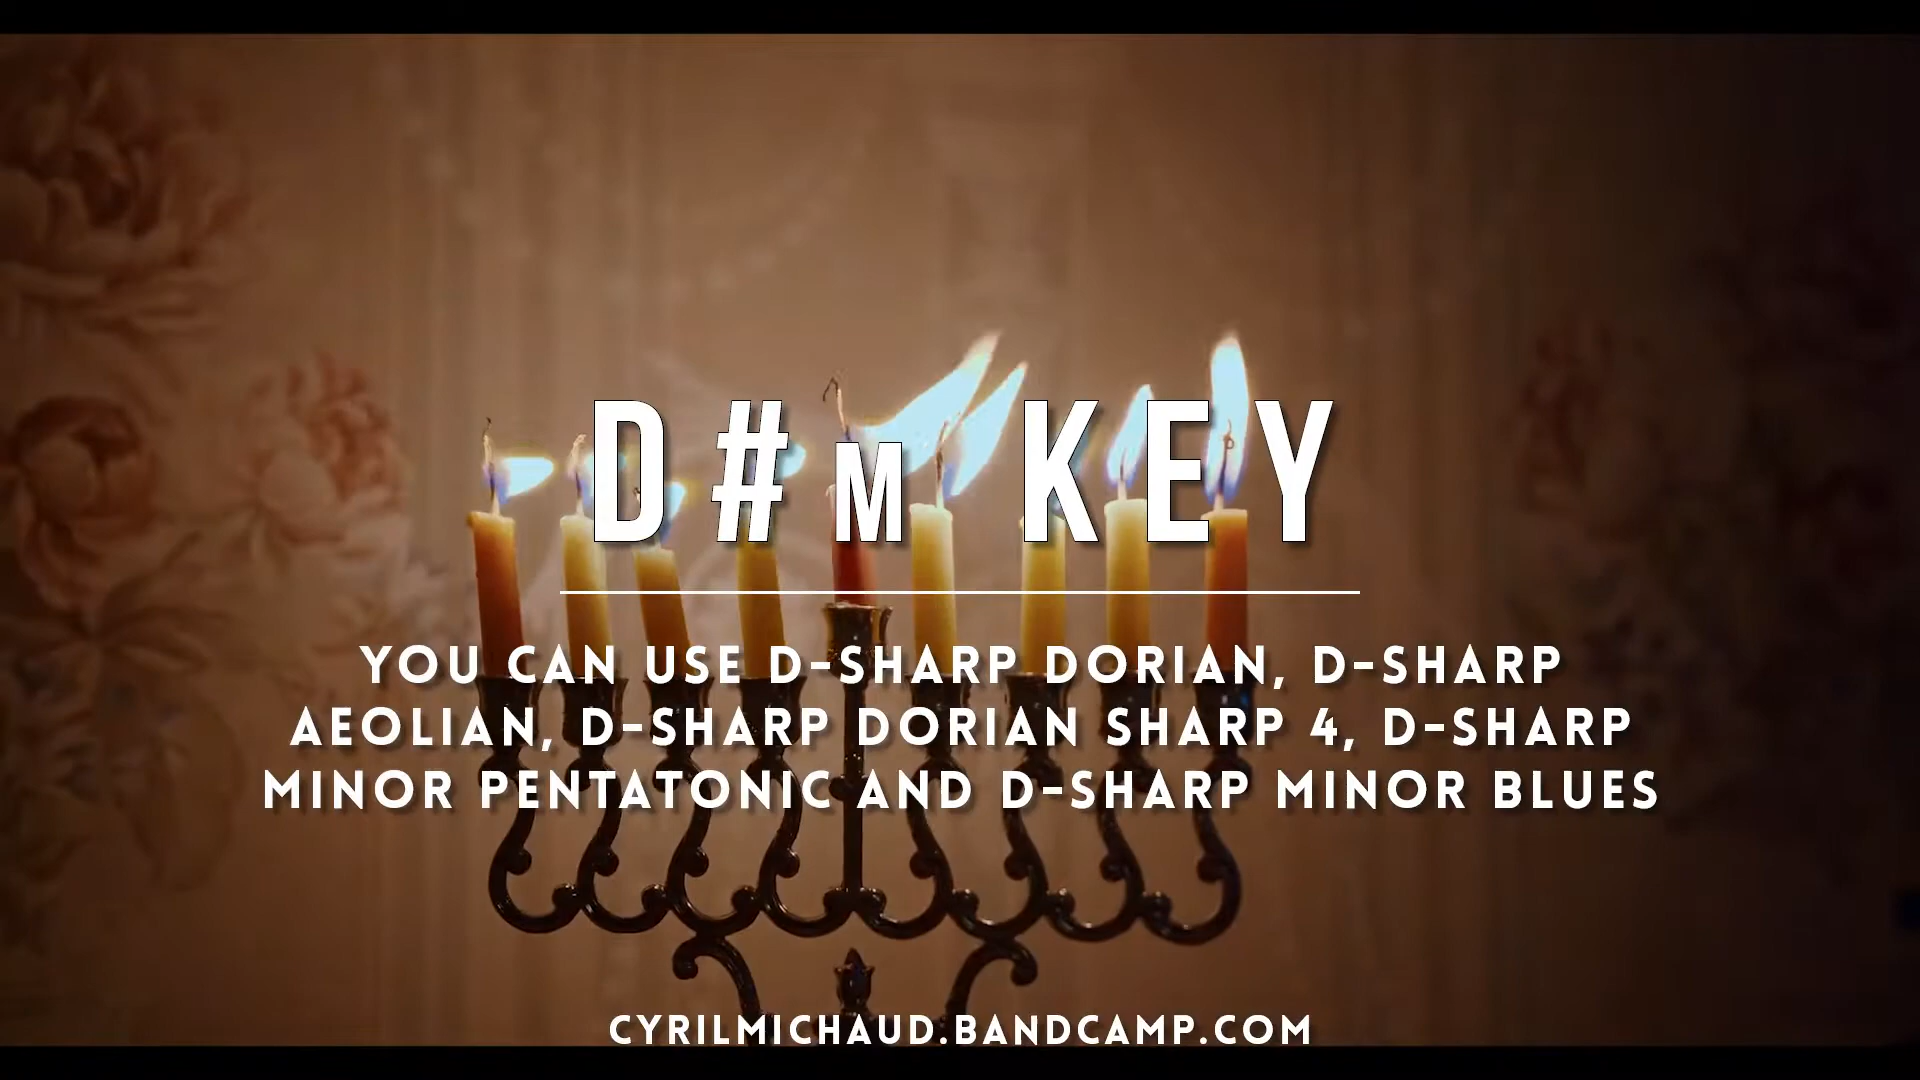 D#M KEY
YOU CAN USE D-SHARP DORIAN, D-SHARP
AEOLIAN, D-SHARP DORIAN SHARP 4, D-SHARP
MINOR PENTATONIC AND D-SHARP MINOR BLUES
CYRILMICHAUD.BANDCAMP.COM